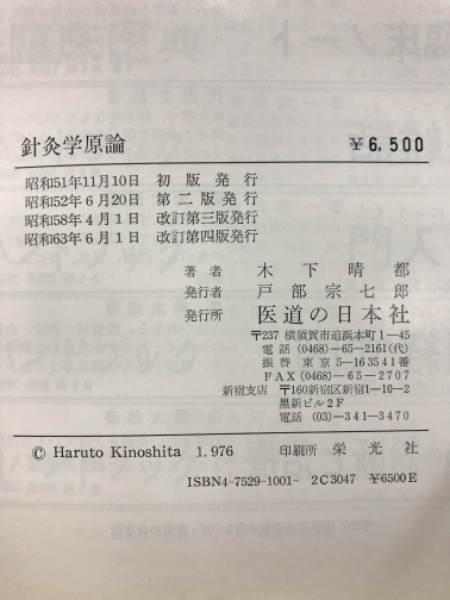 針灸学原論 ¥6,500
昭和51年11月10日 初版発行
昭和52年6月20日 第二版発行
昭和58年4月1日 改訂第三版発行
昭和63年6月1日 改訂第四版発行
著者 木下晴都
発行者 戸部宗七郎
発行所 医道の日本社
〒237 横須賀市追浜本町1—45
電話(0468)—65—2161(代)
振替 東京5—163541番
FAX(0468)—65—2707
新宿支店 〒160新宿区新宿1—10—2
黒新ビル2F
電話(03)—341—3470
© Haruto Kinoshita 1.976 印刷所 栄光社
ISBN4-7529-1001- 2C3047 ¥6500E